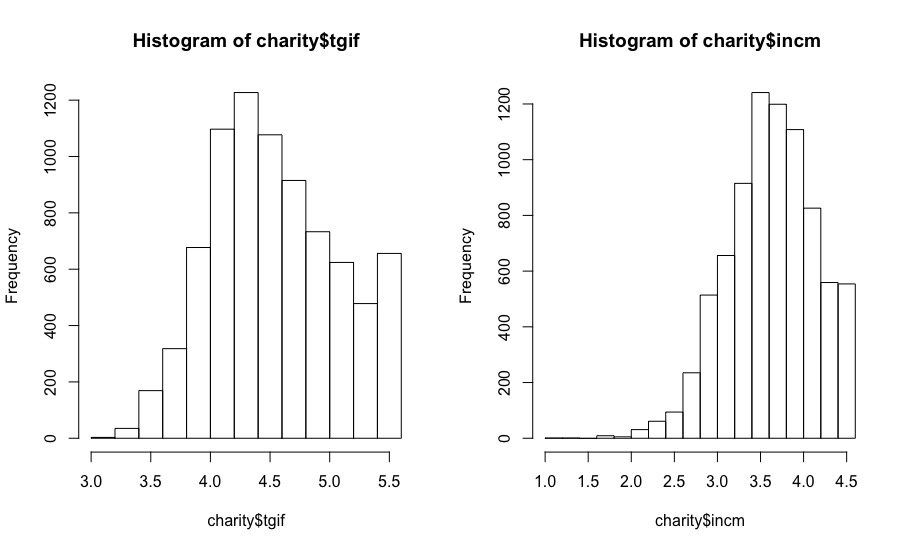 Histogram of charity$tgif
Frequency
0 200 400 600 800 1000 1200
3.0 3.5 4.0 4.5 5.0 5.5
charity$tgif
Histogram of charity$incm
Frequency
0 200 400 600 800 1000 1200
1.0 1.5 2.0 2.5 3.0 3.5 4.0 4.5
charity$incm